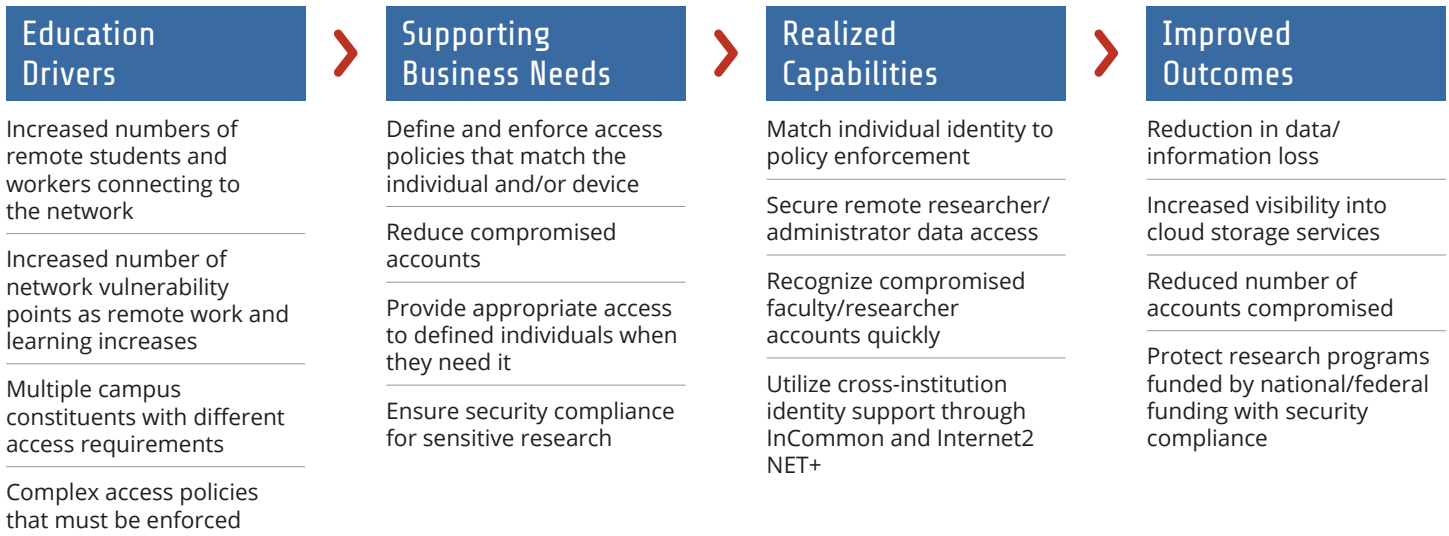 Education
Drivers
Increased numbers of
remote students and
workers connecting to
the network
Increased number of
network vulnerability
points as remote work and
learning increases
Multiple campus
constituents with different
access requirements
Complex access policies
that must be enforced
Supporting
Business Needs
Define and enforce access
policies that match the
individual and/or device
Reduce compromised
accounts
Provide appropriate access
to defined individuals when
they need it
Ensure security compliance
for sensitive research
Realized
Capabilities
Match individual identity to
policy enforcement
Secure remote researcher/
administrator data access
Recognize compromised
faculty/researcher
accounts quickly
Utilize cross-institution
identity support through
InCommon and Internet2
NET+
Improved
Outcomes
Reduction in data/
information loss
Increased visibility into
cloud storage services
Reduced number of
accounts compromised
Protect research programs
funded by national/federal
funding with security
compliance